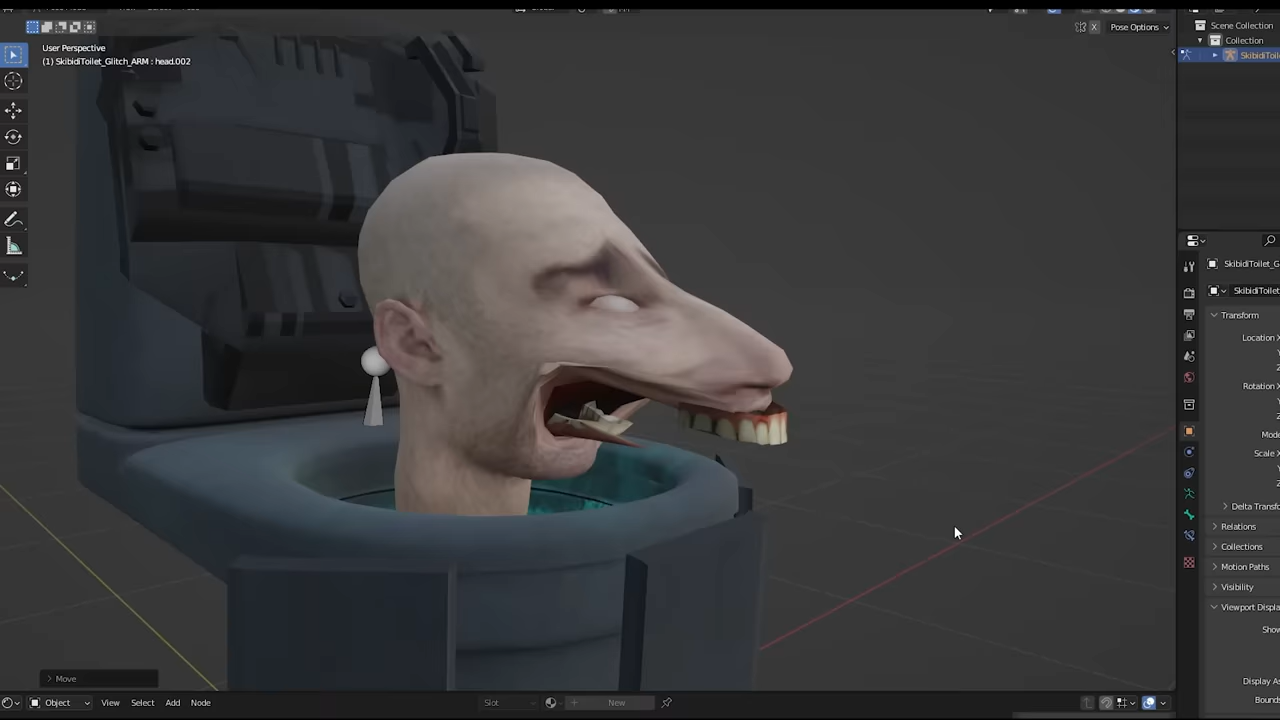 Pose Options
Scene Collection
Collection
User Perspective
(1) SkibidiToilet_Glitch_ARM : head.002
SkibidiToil
SkibidiToilet_G
SkibidiToilet
Transform
Location X
Y
Z
Rotation X
Y
Z
Mode
Scale X
Y
Z
Delta Transfo
Relations
Collections
Motion Paths
Visibility
Viewport Displa
Show
Display As
Bounds
Move
Object
View
Select
Add
Node
Slot
New